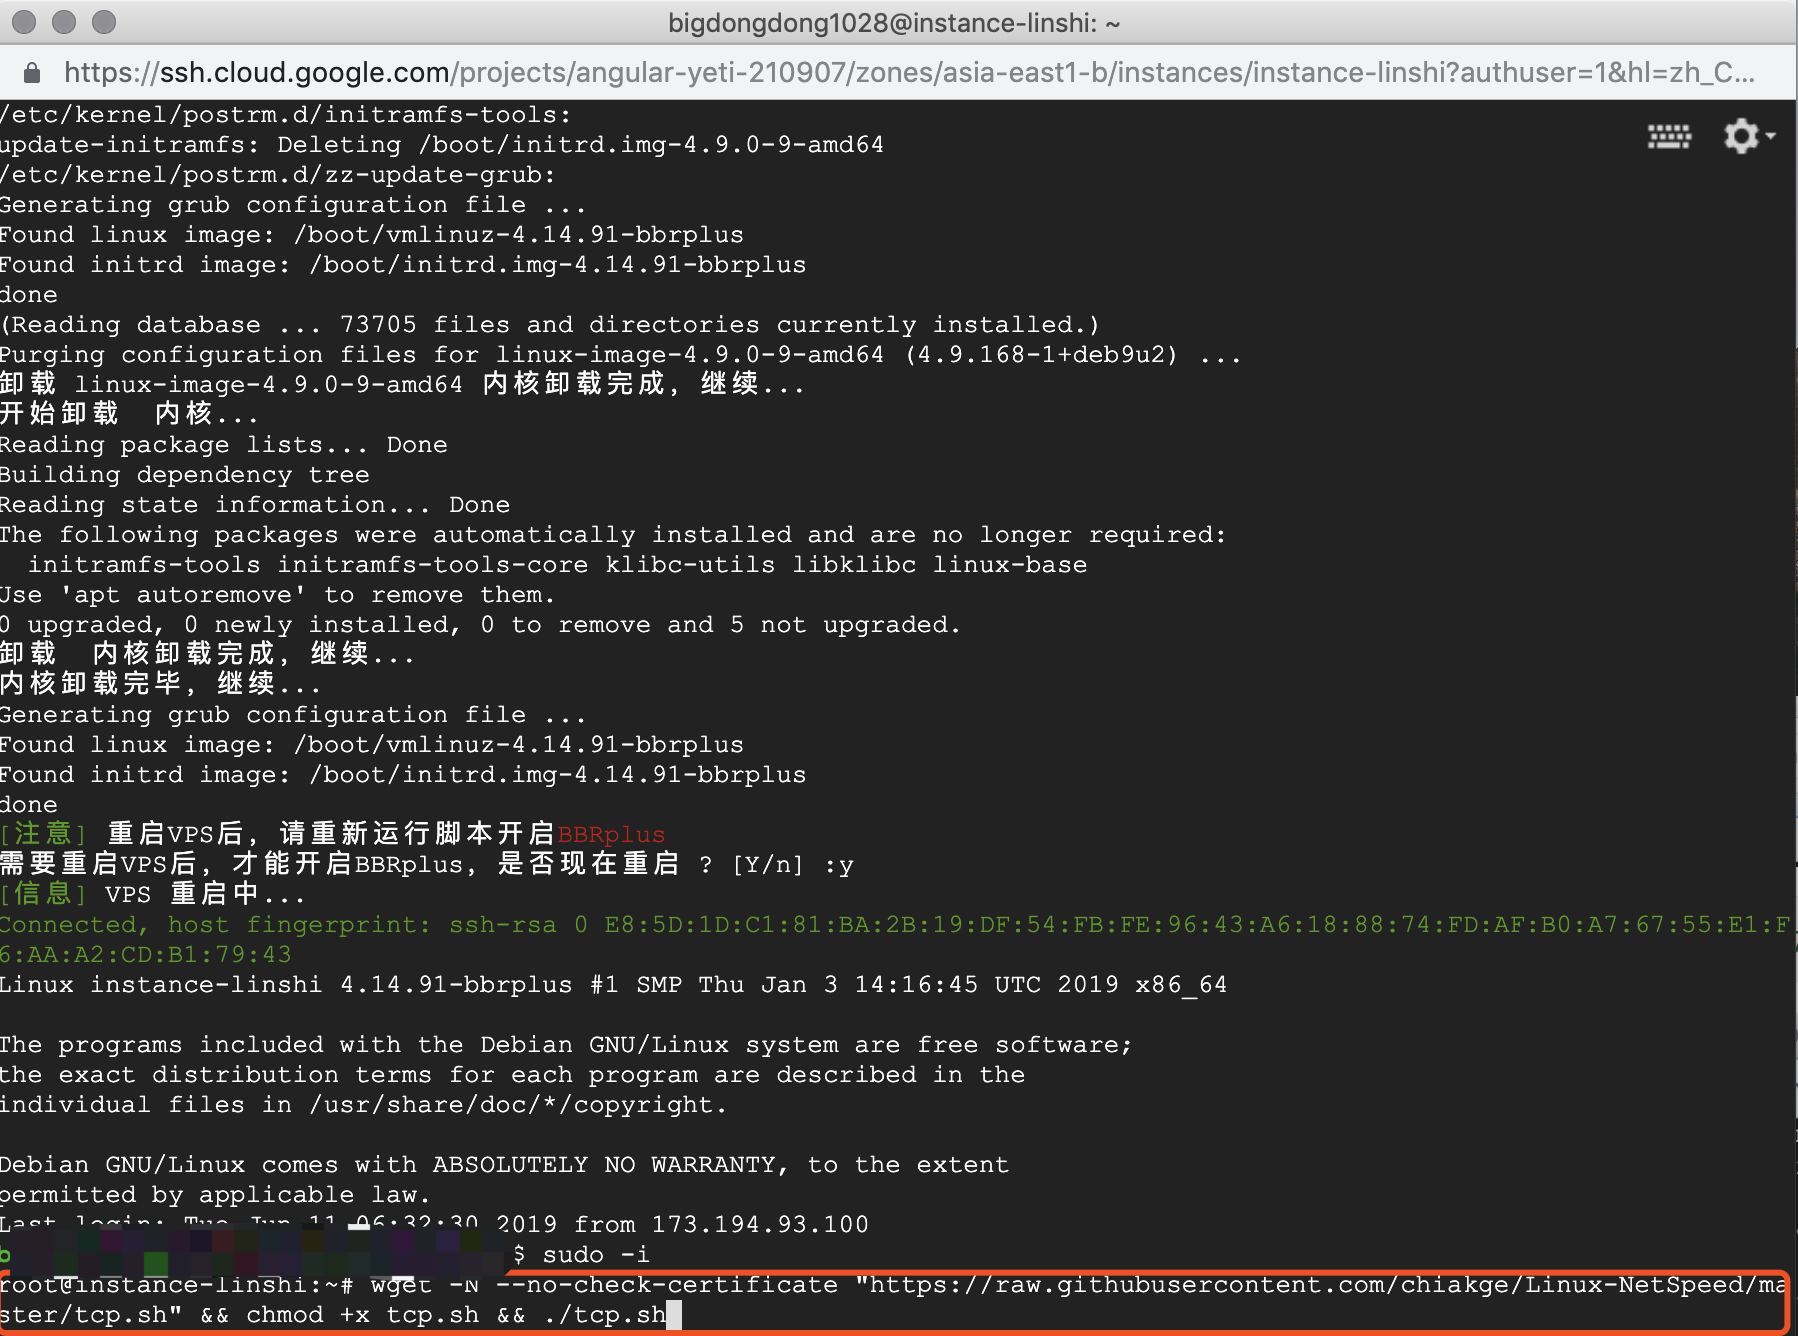 bigdongdong1028@instance-linshi: ~
https://ssh.cloud.google.com/projects/angular-yeti-210907/zones/asia-east1-b/instances/instance-linshi?authuser=1&hl=zh_C...
/etc/kernel/postrm.d/initramfs-tools:
update-initramfs: Deleting /boot/initrd.img-4.9.0-9-amd64
/etc/kernel/postrm.d/zz-update-grub:
Generating grub configuration file ...
Found linux image: /boot/vmlinuz-4.14.91-bbrplus
Found initrd image: /boot/initrd.img-4.14.91-bbrplus
done
(Reading database ... 73705 files and directories currently installed.)
Purging configuration files for linux-image-4.9.0-9-amd64 (4.9.168-1+deb9u2) ...
卸载 linux-image-4.9.0-9-amd64 内核卸载完成, 继续...
开始卸载  内核...
Reading package lists... Done
Building dependency tree
Reading state information... Done
The following packages were automatically installed and are no longer required:
  initramfs-tools initramfs-tools-core klibc-utils libklibc linux-base
Use 'apt autoremove' to remove them.
0 upgraded, 0 newly installed, 0 to remove and 5 not upgraded.
卸载  内核卸载完成, 继续...
内核卸载完毕, 继续...
Generating grub configuration file ...
Found linux image: /boot/vmlinuz-4.14.91-bbrplus
Found initrd image: /boot/initrd.img-4.14.91-bbrplus
done
[注意] 重启VPS后, 请重新运行脚本开启BBRplus
需要重启VPS后, 才能开启BBRplus, 是否现在重启 ? [Y/n] :y
[信息] VPS 重启中...
Connected, host fingerprint: ssh-rsa 0 E8:5D:1D:C1:81:BA:2B:19:DF:54:FB:FE:96:43:A6:18:88:74:FD:AF:B0:A7:67:55:E1:F
6:AA:A2:CD:B1:79:43
Linux instance-linshi 4.14.91-bbrplus #1 SMP Thu Jan 3 14:16:45 UTC 2019 x86_64
The programs included with the Debian GNU/Linux system are free software;
the exact distribution terms for each program are described in the
individual files in /usr/share/doc/*/copyright.
Debian GNU/Linux comes with ABSOLUTELY NO WARRANTY, to the extent
permitted by applicable law.
Last login: Tue Jun 11 06:32:30 2019 from 173.194.93.100
$ sudo -i
root@instance-linshi:~# wget -N --no-check-certificate "https://raw.githubusercontent.com/chiakge/Linux-NetSpeed/ma
ster/tcp.sh" && chmod +x tcp.sh && ./tcp.sh